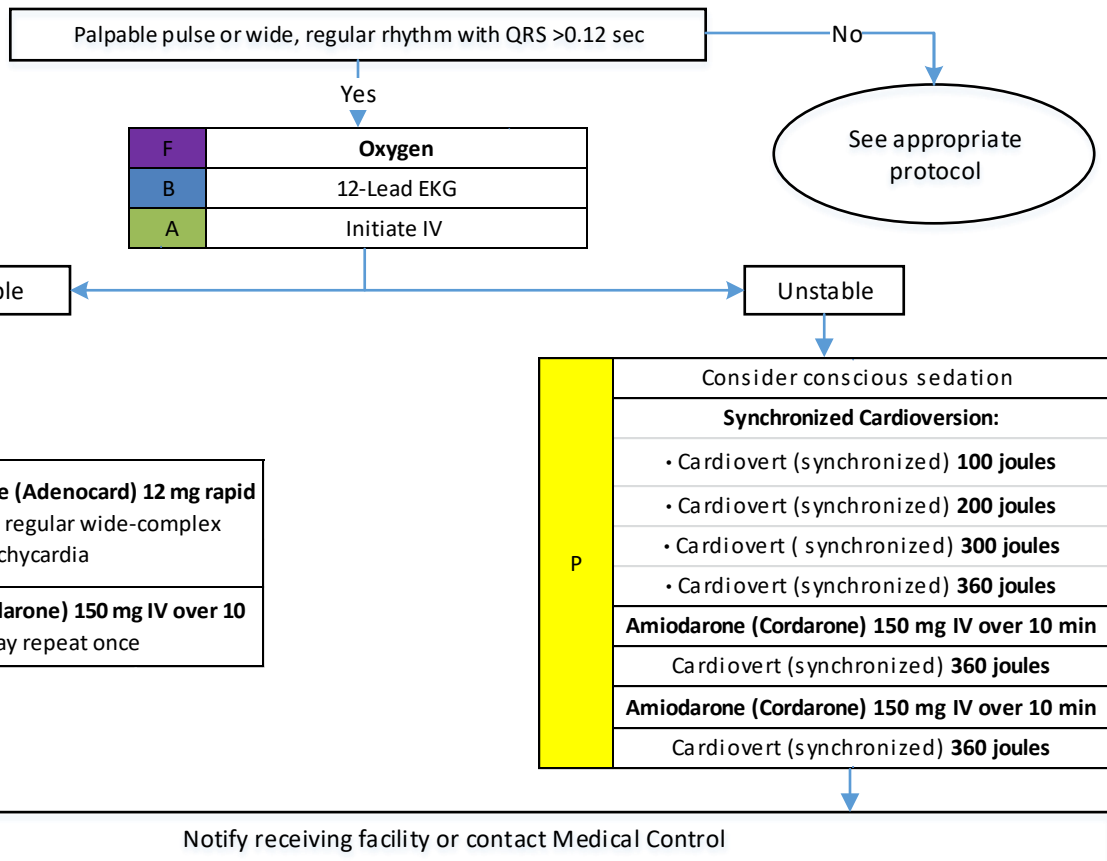 Palpable pulse or wide, regular rhythm with QRS >0.12 sec
No
Yes
See appropriate
protocol
F Oxygen
B 12-Lead EKG
A Initiate IV
Unstable
Consider conscious sedation
Synchronized Cardioversion:
• Cardiovert (synchronized) 100 joules
• Cardiovert (synchronized) 200 joules
• Cardiovert ( synchronized) 300 joules
• Cardiovert (synchronized) 360 joules
P
Amiodarone (Cordarone) 150 mg IV over 10 min
Cardiovert (synchronized) 360 joules
Amiodarone (Cordarone) 150 mg IV over 10 min
Cardiovert (synchronized) 360 joules
(Adenocard) 12 mg rapid
regular wide-complex
150 mg IV over 10
repeat once
Notify receiving facility or contact Medical Control